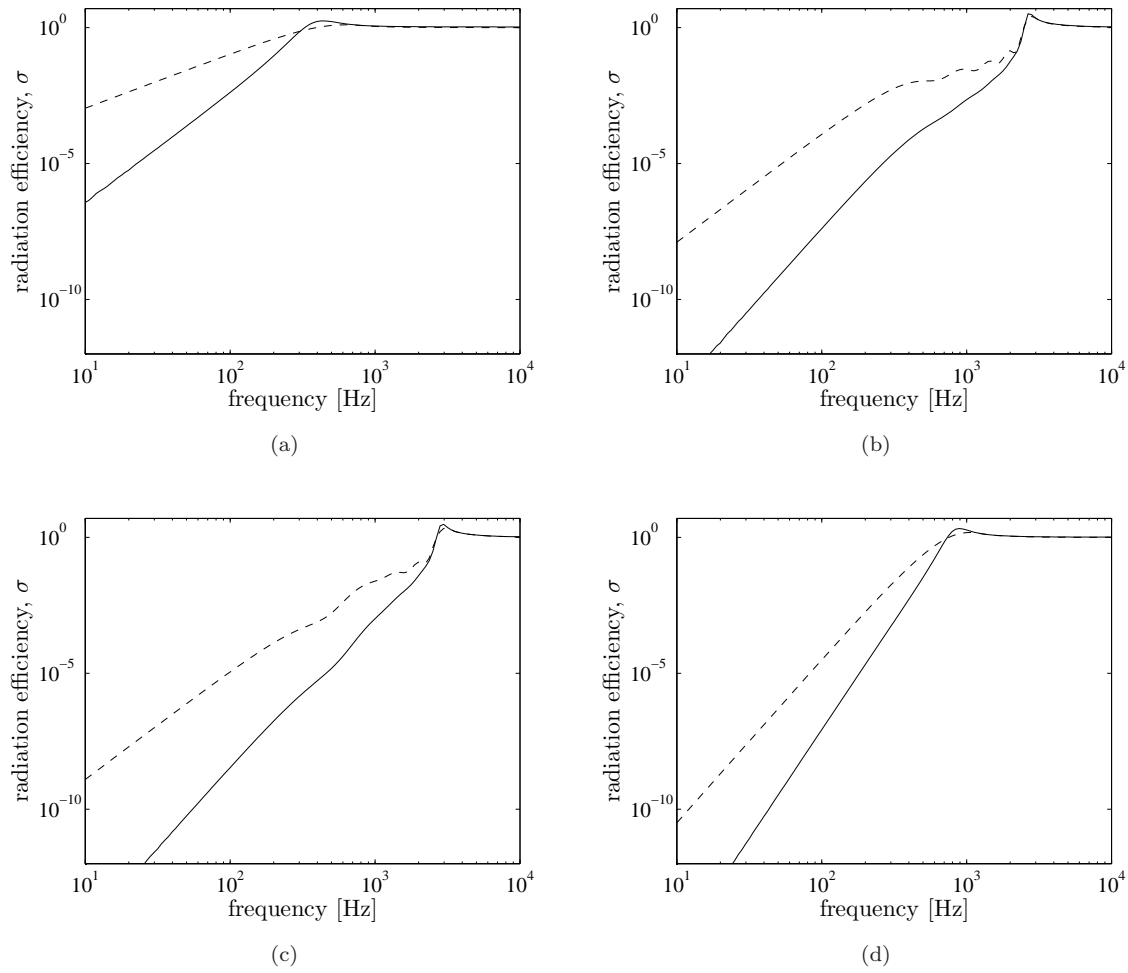 10^0
10^−5
10^−10
radiation efficiency, σ
10^1 10^2 10^3 10^4
frequency [Hz]
(a)
10^0
10^−5
10^−10
radiation efficiency, σ
10^1 10^2 10^3 10^4
frequency [Hz]
(b)
10^0
10^−5
10^−10
radiation efficiency, σ
10^1 10^2 10^3 10^4
frequency [Hz]
(c)
10^0
10^−5
10^−10
radiation efficiency, σ
10^1 10^2 10^3 10^4
frequency [Hz]
(d)